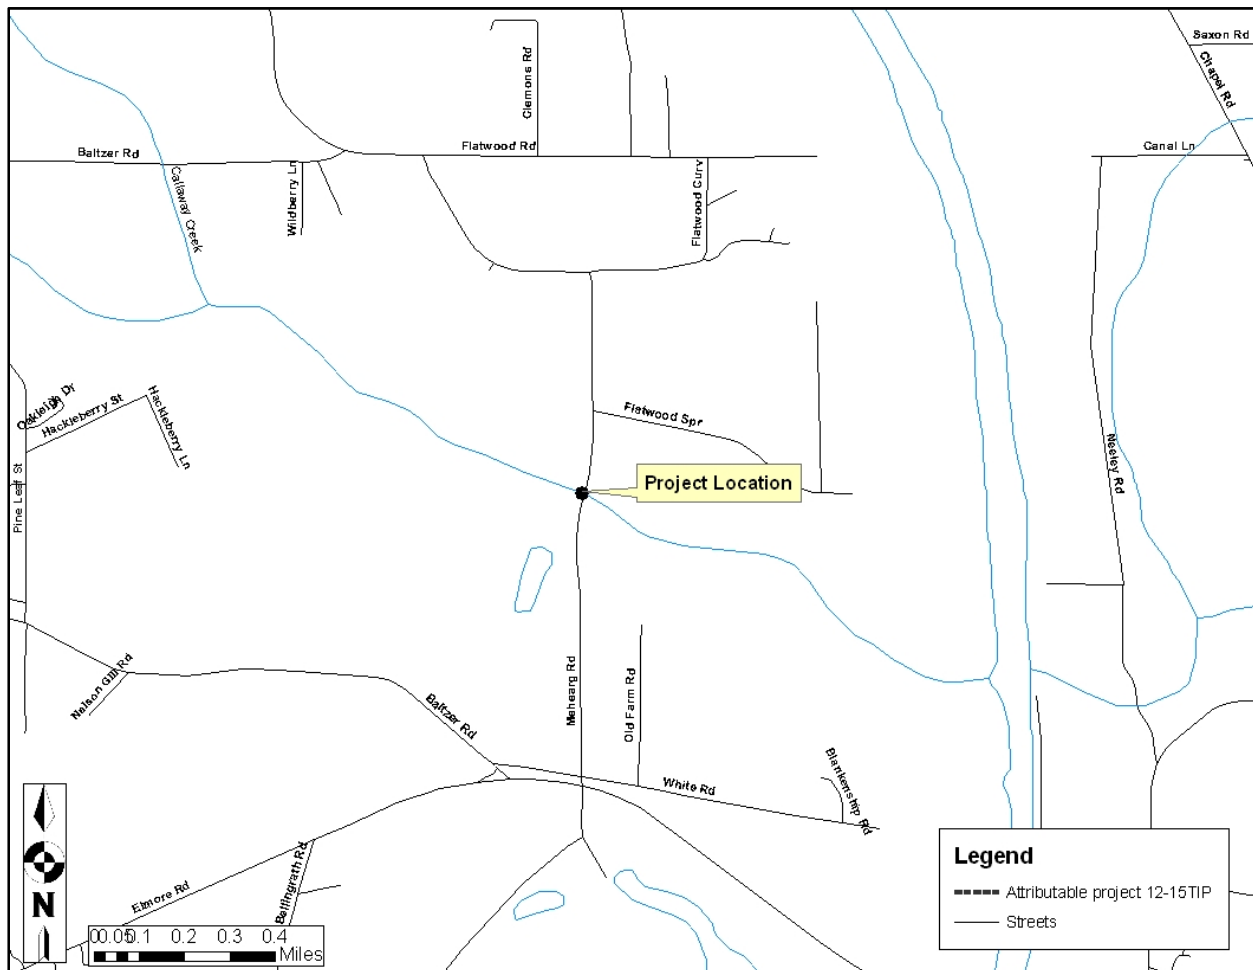 Saxon Rd
Chapel Rd
Clemons Rd
Baltzer Rd
Flatwood Rd
Canal Ln
Callaway Creek
Wildberry Ln
Flatwood Curv
Oakleigh Dr
Hackleberry St
Hackleberry Ln
Flatwood Spr
Neeley Rd
Project Location
Pine Leaf St
Nelson Gill Rd
Mehearg Rd
Old Farm Rd
Baltzer Rd
White Rd
Blankenship Rd
Elmore Rd
Bellingrath Rd
N
0 0.05 0.1 0.2 0.3 0.4
Miles
Legend
Attributable project 12-15TIP
Streets